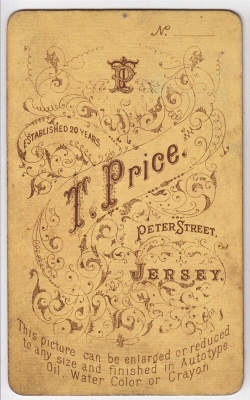 No.
TP
ESTABLISHED 20 YEARS
T. Price.
PETER STREET,
JERSEY.
This picture can be enlarged or reduced
to any size and finished in Autotype
Oil, Water Color or Crayon